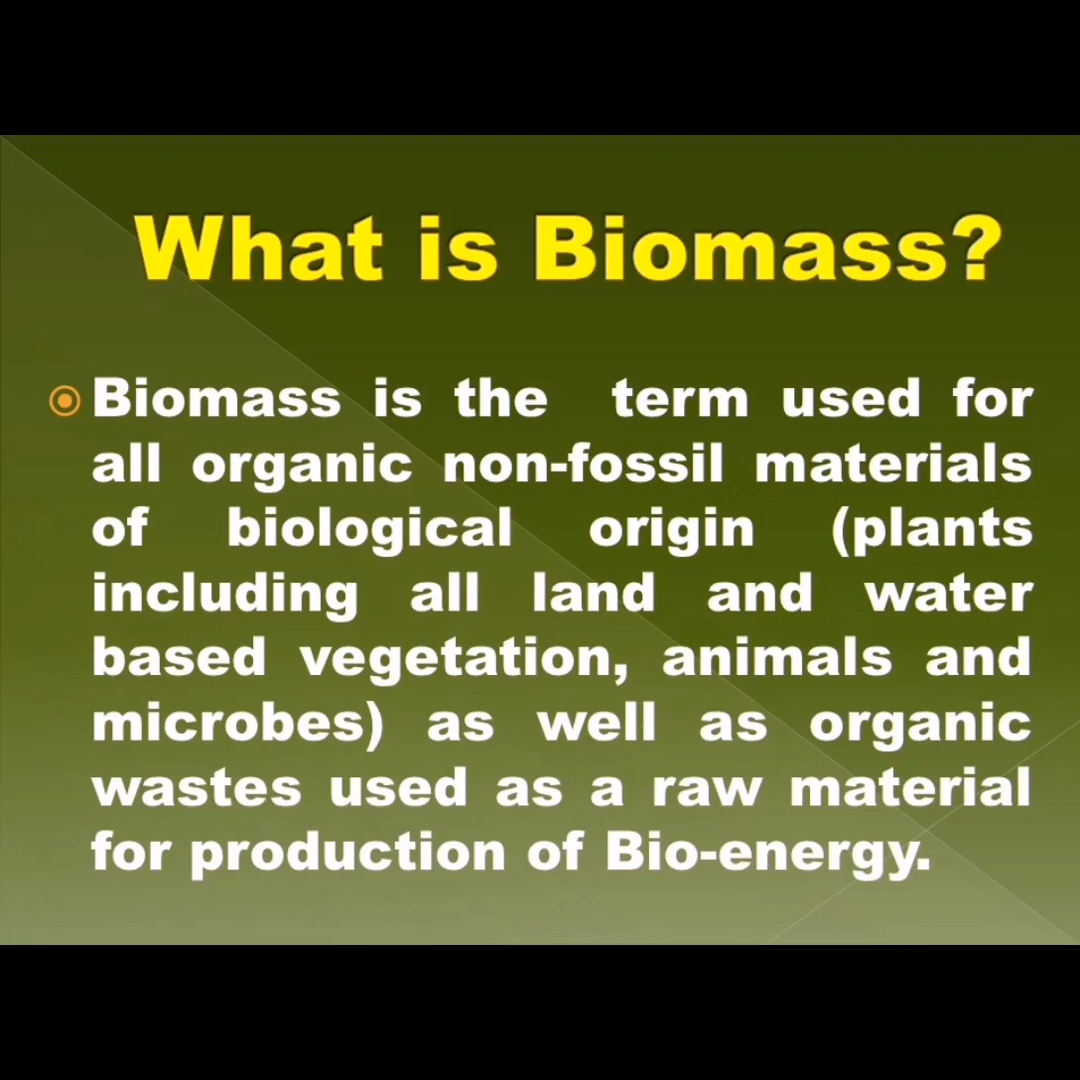 What is Biomass?
Biomass is the term used for
all organic non-fossil materials
of biological origin (plants
including all land and water
based vegetation, animals and
microbes) as well as organic
wastes used as a raw material
for production of Bio-energy.